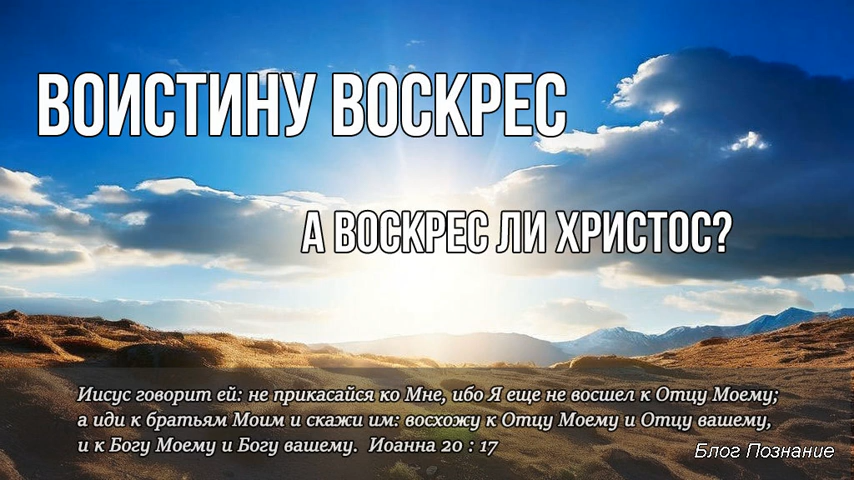 ВОИСТИНУ ВОСКРЕС
А ВОСКРЕС ЛИ ХРИСТОС?
Иисус говорит ей: не прикасайся ко Мне, ибо Я еще не восшел к Отцу Моему;
а иди к братьям Моим и скажи им: восхожу к Отцу Моему и Отцу вашему,
и к Богу Моему и Богу вашему. Иоанна 20 : 17
Блог Познание